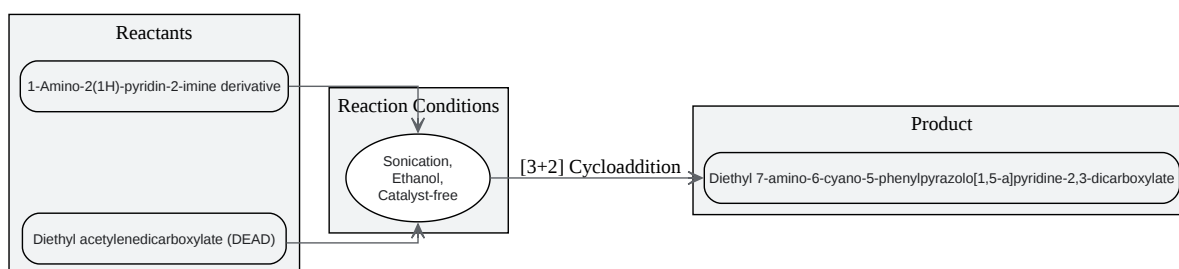 Reactants
1-Amino-2(1H)-pyridin-2-imine derivative
Diethyl acetylenedicarboxylate (DEAD)
Reaction Conditions
Sonication,
Ethanol,
Catalyst-free
[3+2] Cycloaddition
Product
Diethyl 7-amino-6-cyano-5-phenylpyrazolo[1,5-a]pyridine-2,3-dicarboxylate